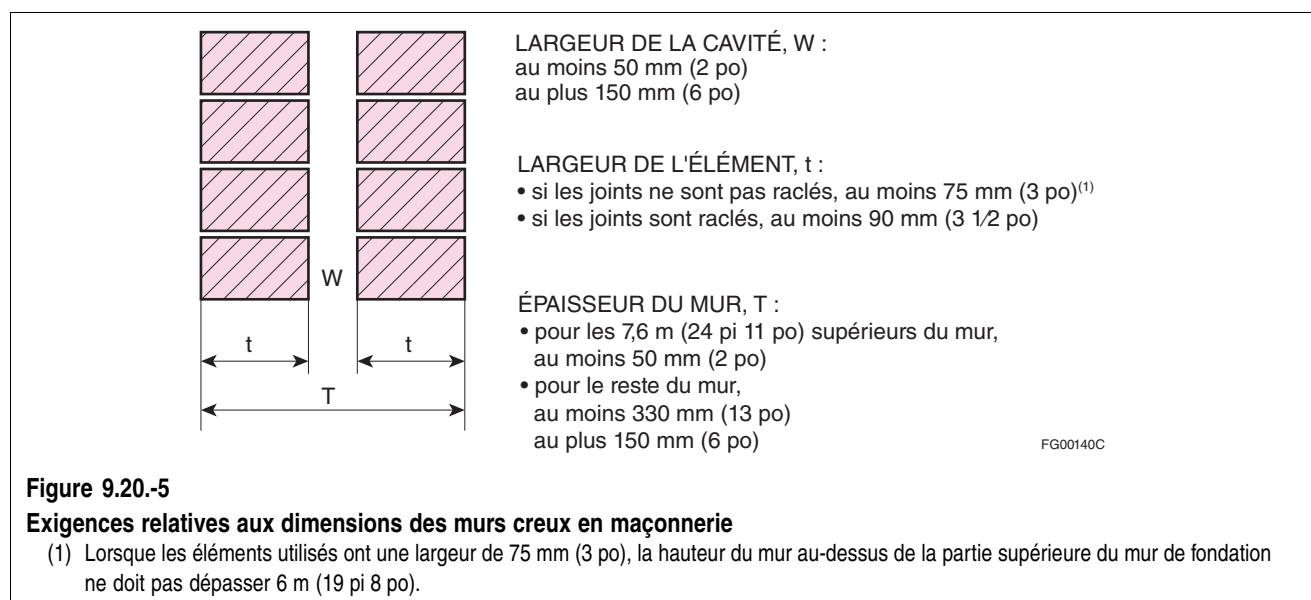 LARGEUR DE LA CAVITÉ, W :
au moins 50 mm (2 po)
au plus 150 mm (6 po)
LARGEUR DE L'ÉLÉMENT, t :
• si les joints ne sont pas raclés, au moins 75 mm (3 po)(1)
• si les joints sont raclés, au moins 90 mm (3 1/2 po)
W
ÉPAISSEUR DU MUR, T :
• pour les 7,6 m (24 pi 11 po) supérieurs du mur,
au moins 50 mm (2 po)
• pour le reste du mur,
au moins 330 mm (13 po)
au plus 150 mm (6 po)
t t
T
FG00140C
Figure 9.20.-5
Exigences relatives aux dimensions des murs creux en maçonnerie
(1) Lorsque les éléments utilisés ont une largeur de 75 mm (3 po), la hauteur du mur au-dessus de la partie supérieure du mur de fondation
ne doit pas dépasser 6 m (19 pi 8 po).